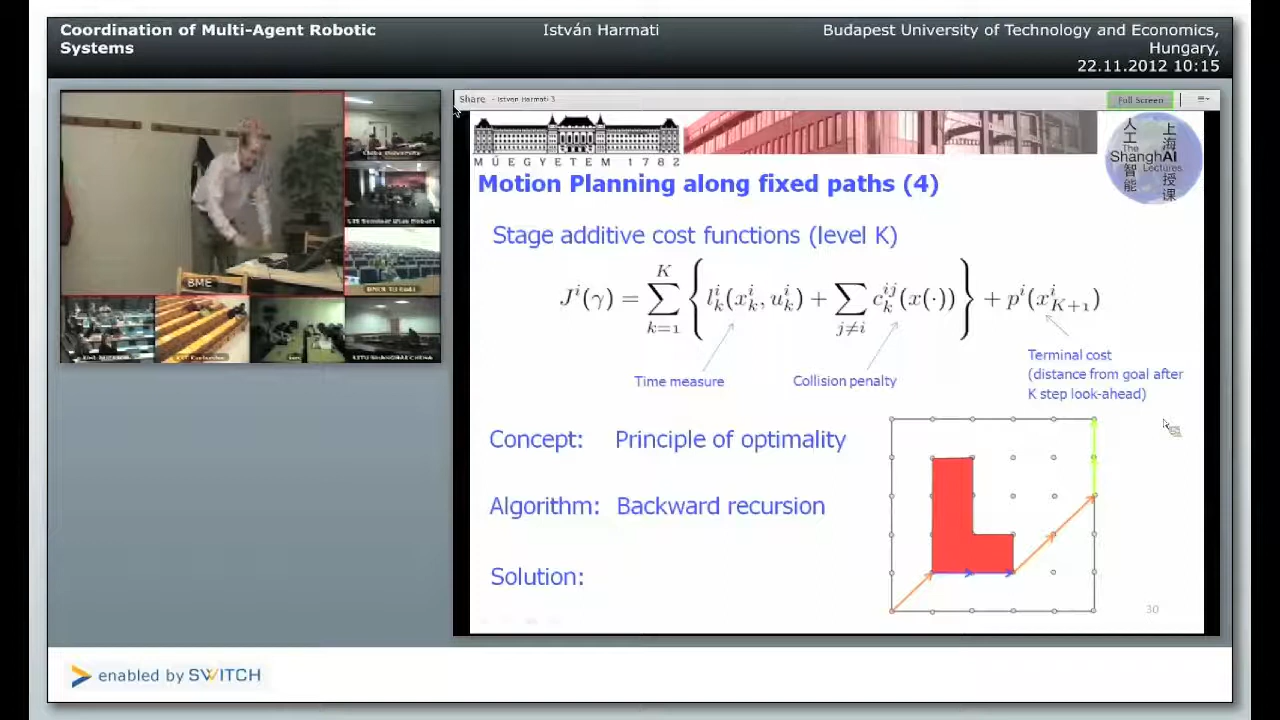 Coordination of Multi-Agent Robotic
Systems
István Harmati
Budapest University of Technology and Economics,
Hungary,
22.11.2012 10:15
Share - Istvan Harmati 3
Full Screen
BME
MŰEGYETEM 1782
The
ShanghAI
Lectures
人工智能
上海授课
Motion Planning along fixed paths (4)
Stage additive cost functions (level K)
J^i(γ) = ∑_{k=1}^{K} { l_k^i(x_k^i, u_k^i) + ∑_{j≠i} c_k^{ij}(x(·)) } + p^i(x_{K+1}^i)
Time measure
Collision penalty
Terminal cost
(distance from goal after
K step look-ahead)
Concept: Principle of optimality
Algorithm: Backward recursion
Solution:
30
enabled by SWITCH